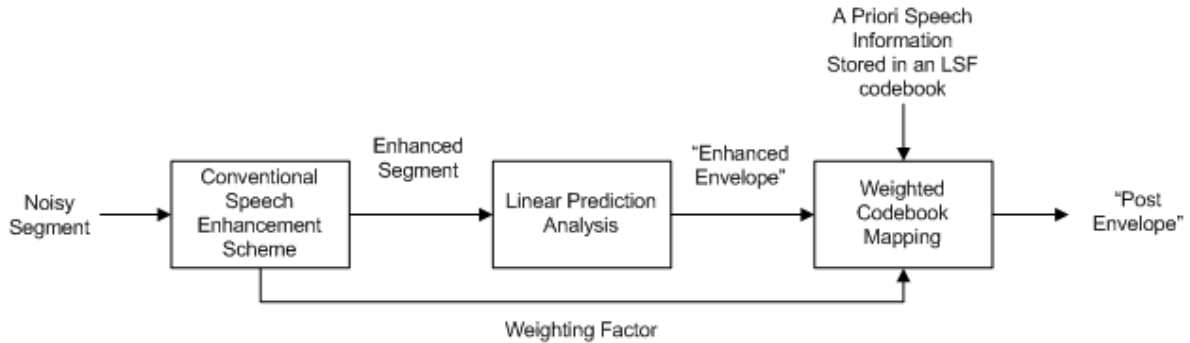 A Priori Speech
Information
Stored in an LSF
codebook
Noisy
Segment
Conventional
Speech
Enhancement
Scheme
Enhanced
Segment
Linear Prediction
Analysis
“Enhanced
Envelope”
Weighted
Codebook
Mapping
“Post
Envelope”
Weighting Factor